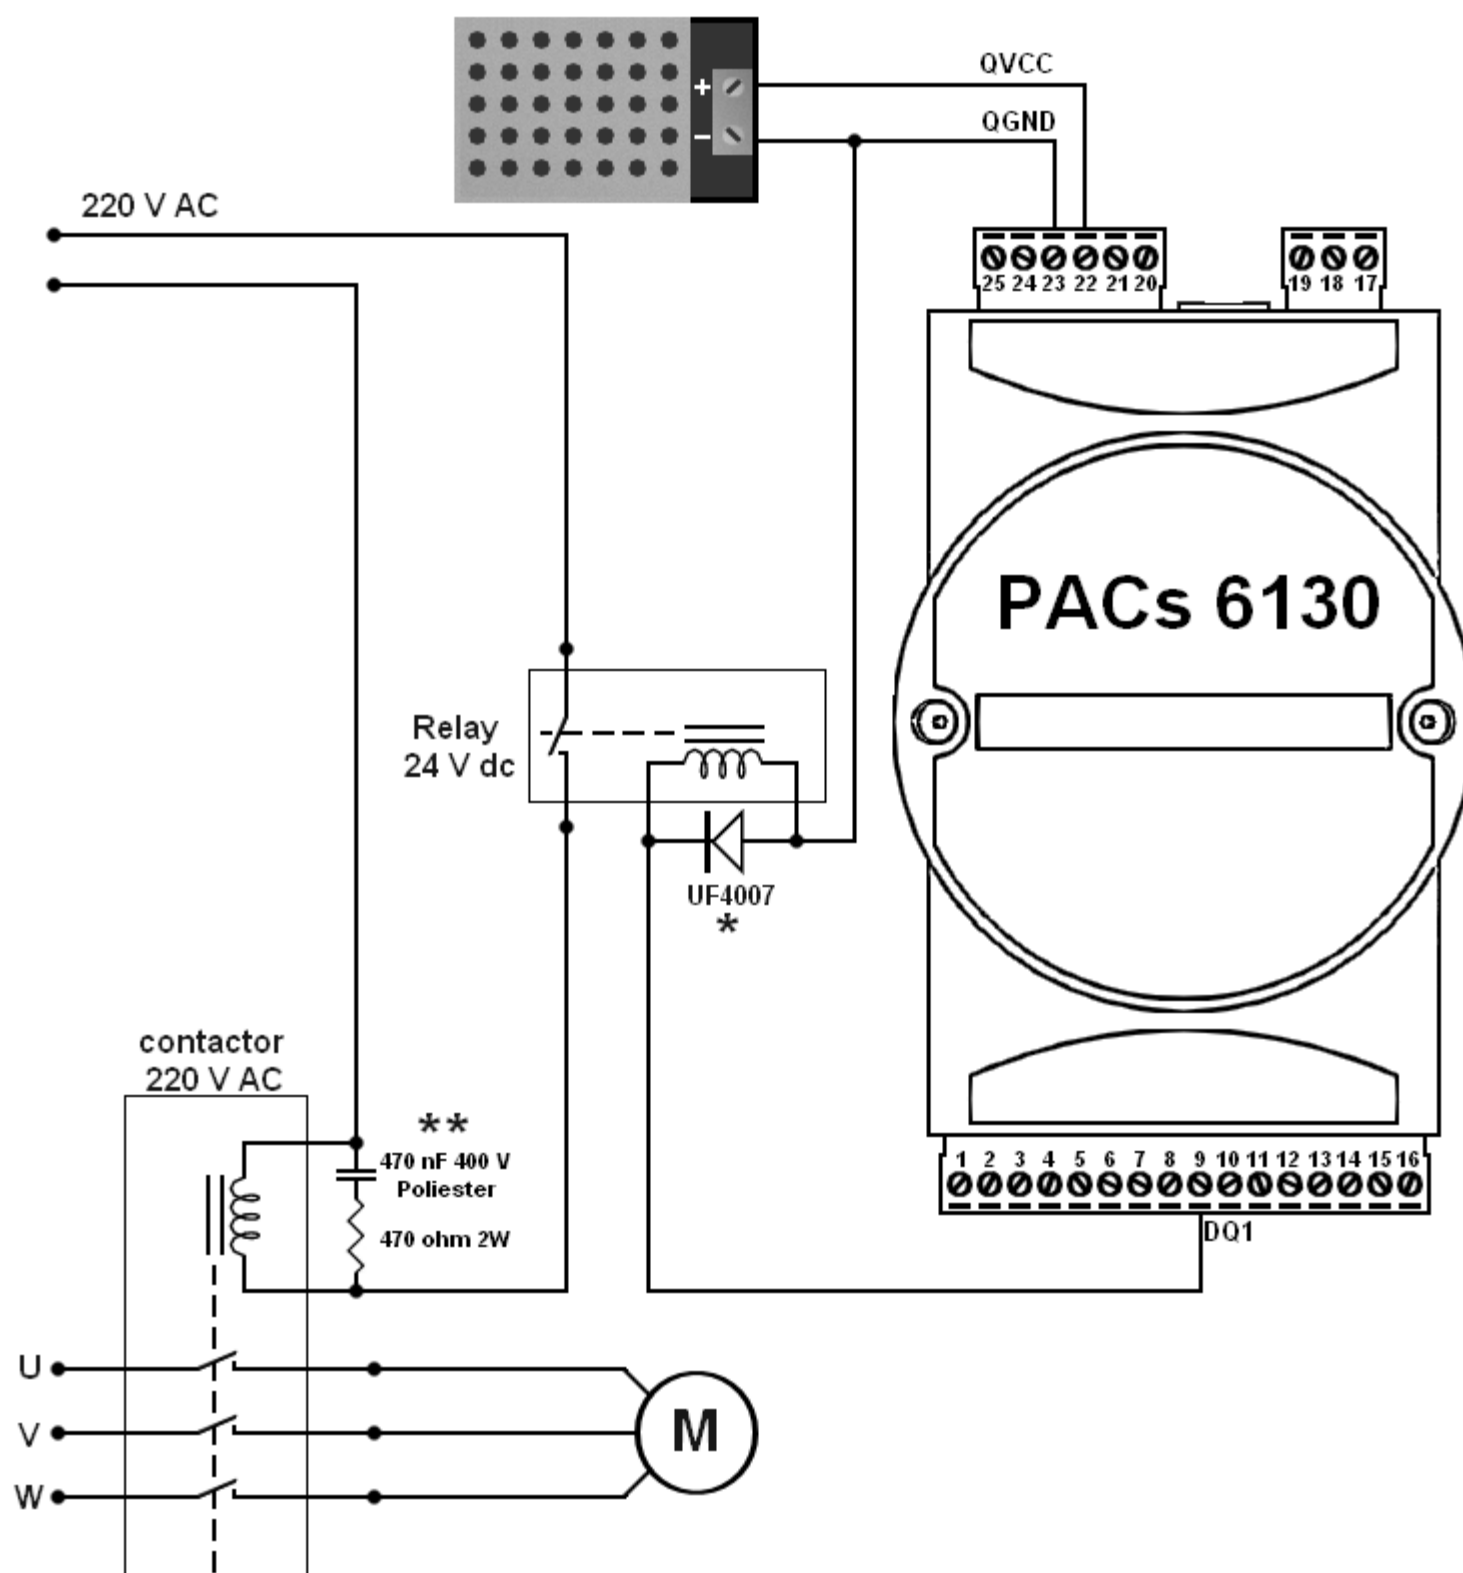 QVCC
+
QGND
−
220 V AC
25 24 23 22 21 20
19 18 17
PACs 6130
Relay
24 V dc
UF4007
*
contactor
220 V AC
**
470 nF 400 V
Poliester
470 ohm 2W
1 2 3 4 5 6 7 8 9 10 11 12 13 14 15 16
DQ1
U
V
M
W